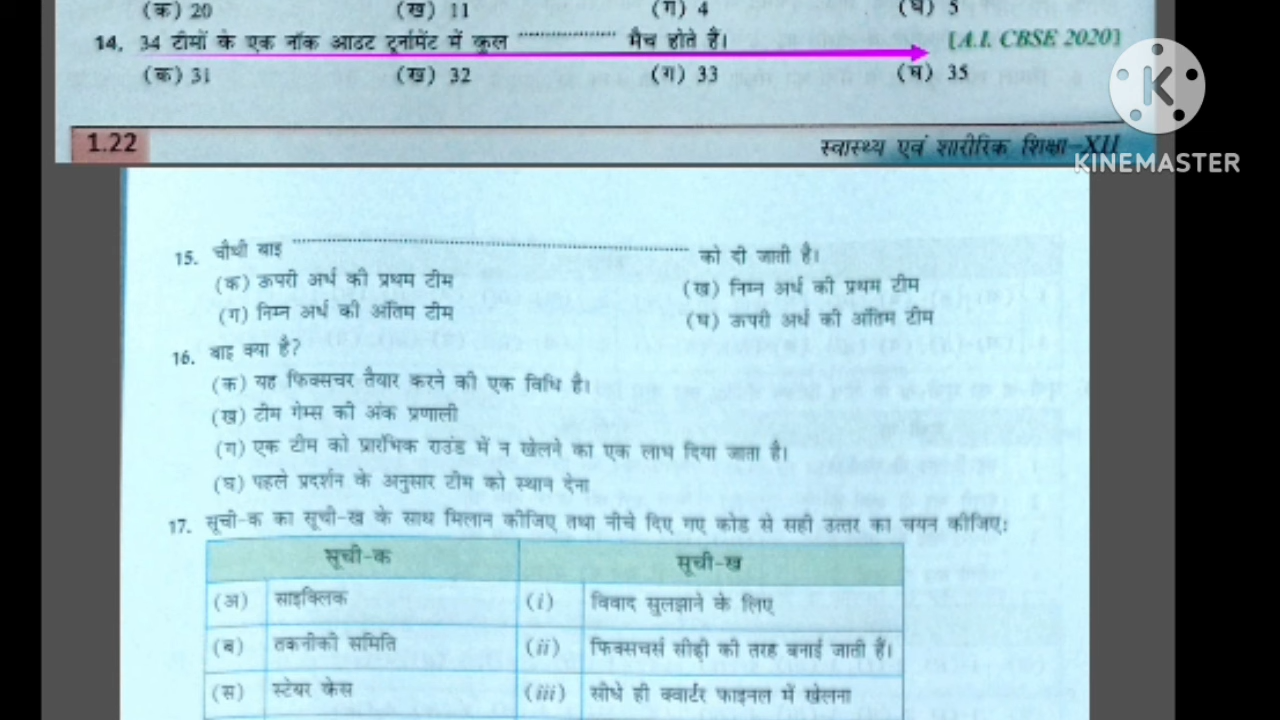 (क) 20 (ख) 11 (ग) 4 (घ) 5
14. 34 टीमों के एक नॉक आउट टूर्नामेंट में कुल .................. मैच होते हैं। [A.I. CBSE 2020]
(क) 31 (ख) 32 (ग) 33 (घ) 35
1.22 स्वास्थ्य एवं शारीरिक शिक्षा–XII
KINEMASTER
15. चौथी बाइ ........................................................................ को दी जाती है।
(क) ऊपरी अर्ध की प्रथम टीम (ख) निम्न अर्ध की प्रथम टीम
(ग) निम्न अर्ध की अंतिम टीम (घ) ऊपरी अर्ध की अंतिम टीम
16. बाइ क्या है?
(क) यह फिक्सचर तैयार करने की एक विधि है।
(ख) टीम गेम्स की अंक प्रणाली
(ग) एक टीम को प्रारंभिक राउंड में न खेलने का एक लाभ दिया जाता है।
(घ) पहले प्रदर्शन के अनुसार टीम को स्थान देना
17. सूची-क का सूची-ख के साथ मिलान कीजिए तथा नीचे दिए गए कोड से सही उत्तर का चयन कीजिए:
सूची-क सूची-ख
(अ) साइक्लिक (i) विवाद सुलझाने के लिए
(ब) तकनीकी समिति (ii) फिक्सचर्स सीढ़ी की तरह बनाई जाती हैं।
(स) स्टेयर केस (iii) सीधे ही क्वार्टर फाइनल में खेलना